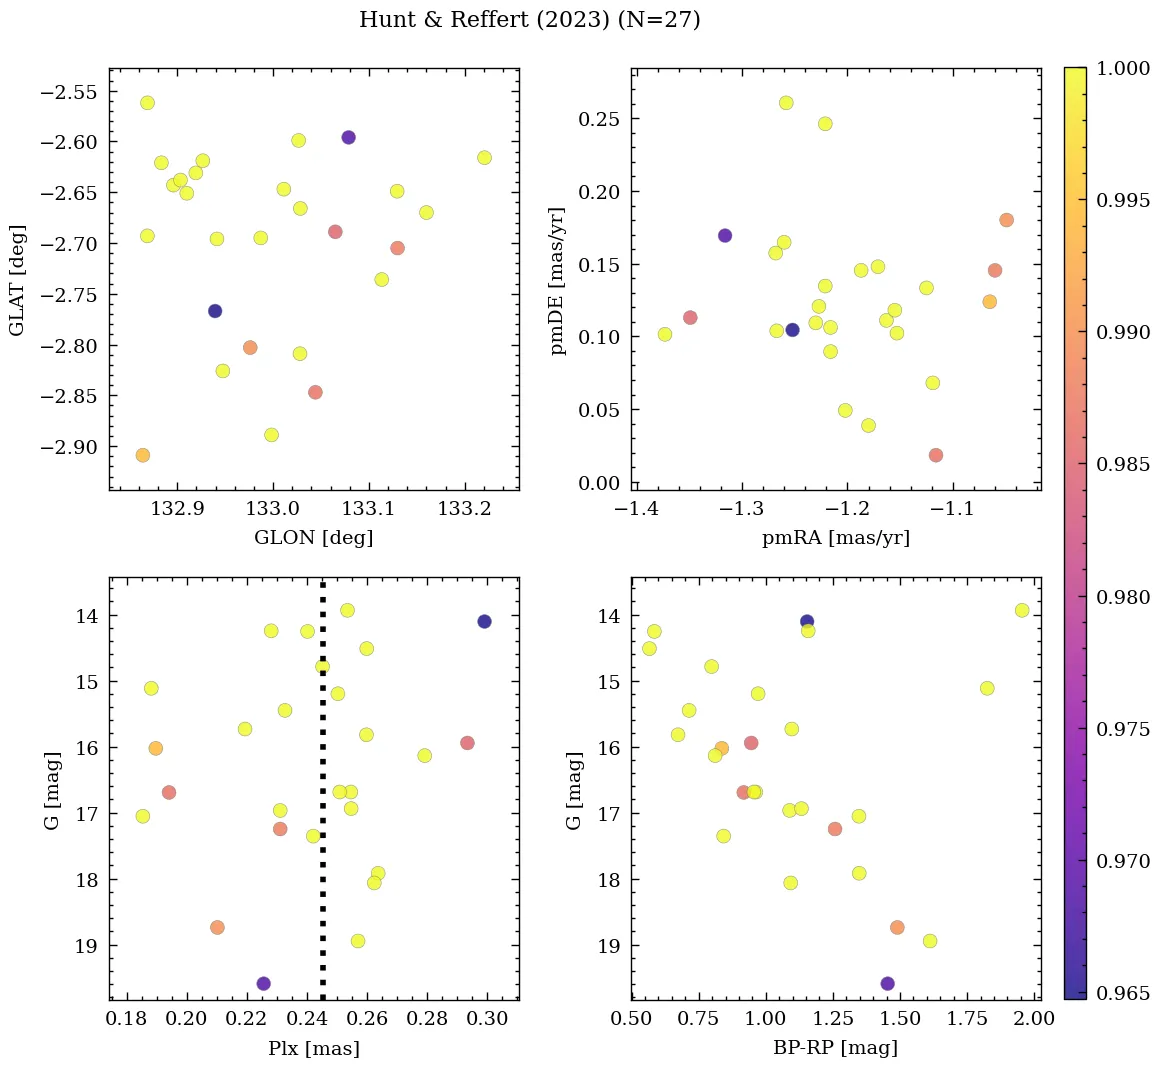 Hunt & Reffert (2023) (N=27)
−2.55
−2.60
−2.65
−2.70
−2.75
−2.80
−2.85
−2.90
GLAT [deg]
132.9 133.0 133.1 133.2
GLON [deg]
0.25
0.20
0.15
0.10
0.05
0.00
pmDE [mas/yr]
−1.4 −1.3 −1.2 −1.1
pmRA [mas/yr]
14
15
16
17
18
19
G [mag]
0.18 0.20 0.22 0.24 0.26 0.28 0.30
Plx [mas]
14
15
16
17
18
19
G [mag]
0.50 0.75 1.00 1.25 1.50 1.75 2.00
BP-RP [mag]
1.000
0.995
0.990
0.985
0.980
0.975
0.970
0.965